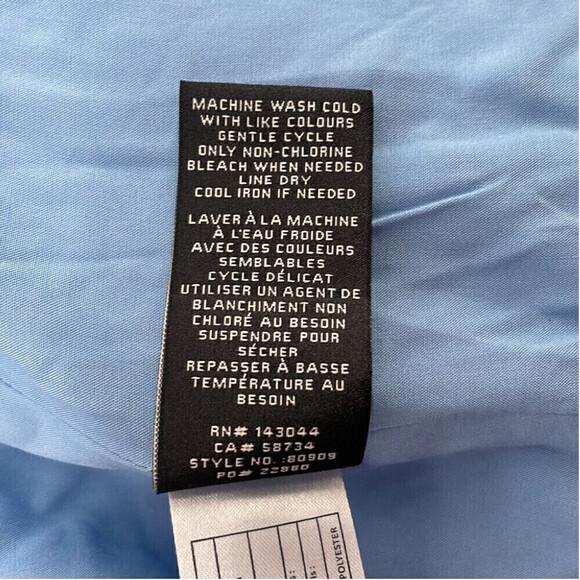 MACHINE WASH COLD
WITH LIKE COLOURS
GENTLE CYCLE
ONLY NON-CHLORINE
BLEACH WHEN NEEDED
LINE DRY
COOL IRON IF NEEDED
LAVER À LA MACHINE
À L'EAU FROIDE
AVEC DES COULEURS
SEMBLABLES
CYCLE DÉLICAT
UTILISER UN AGENT DE
BLANCHIMENT NON
CHLORÉ AU BESOIN
SUSPENDRE POUR
SÉCHER
REPASSER À BASSE
TEMPÉRATURE AU
BESOIN
RN# 143044
CA# 58734
STYLE NO. :80909
PO# 22880
POLYESTER